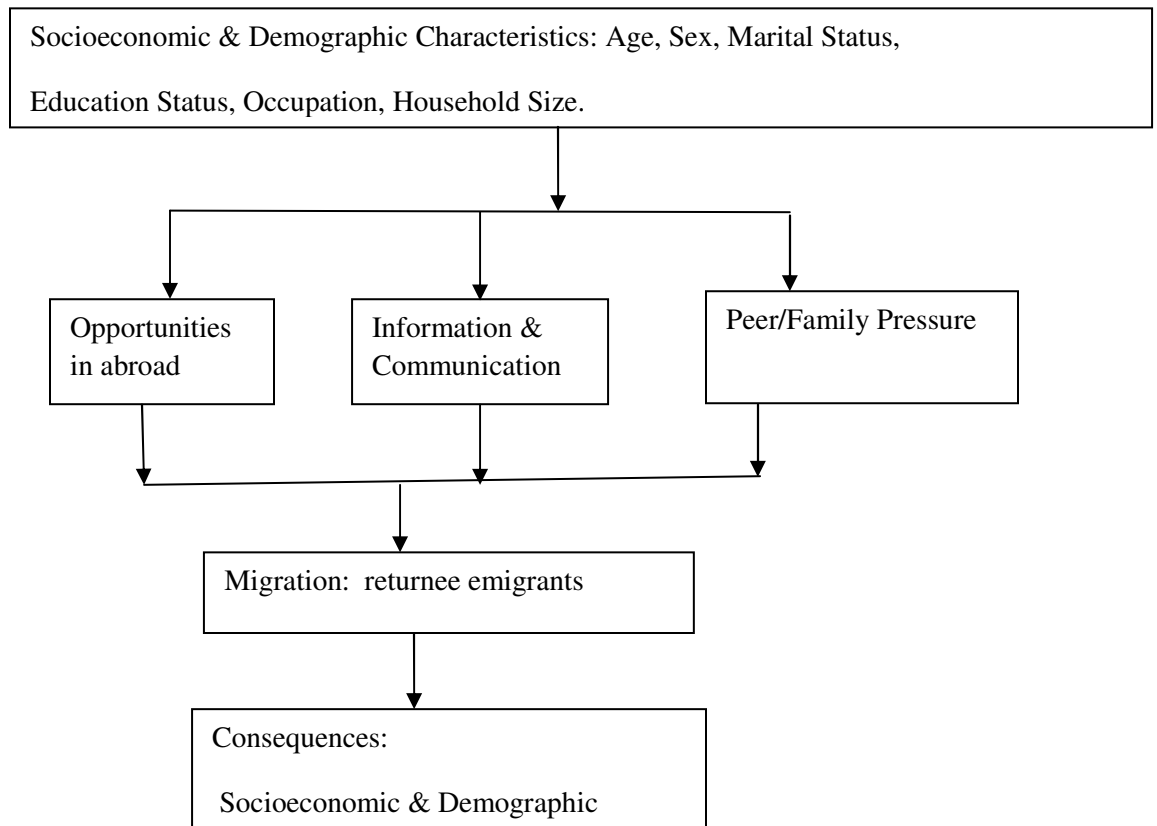 Socioeconomic & Demographic Characteristics: Age, Sex, Marital Status,
Education Status, Occupation, Household Size.
Opportunities
in abroad
Information &
Communication
Peer/Family Pressure
Migration:  returnee emigrants
Consequences:
Socioeconomic & Demographic